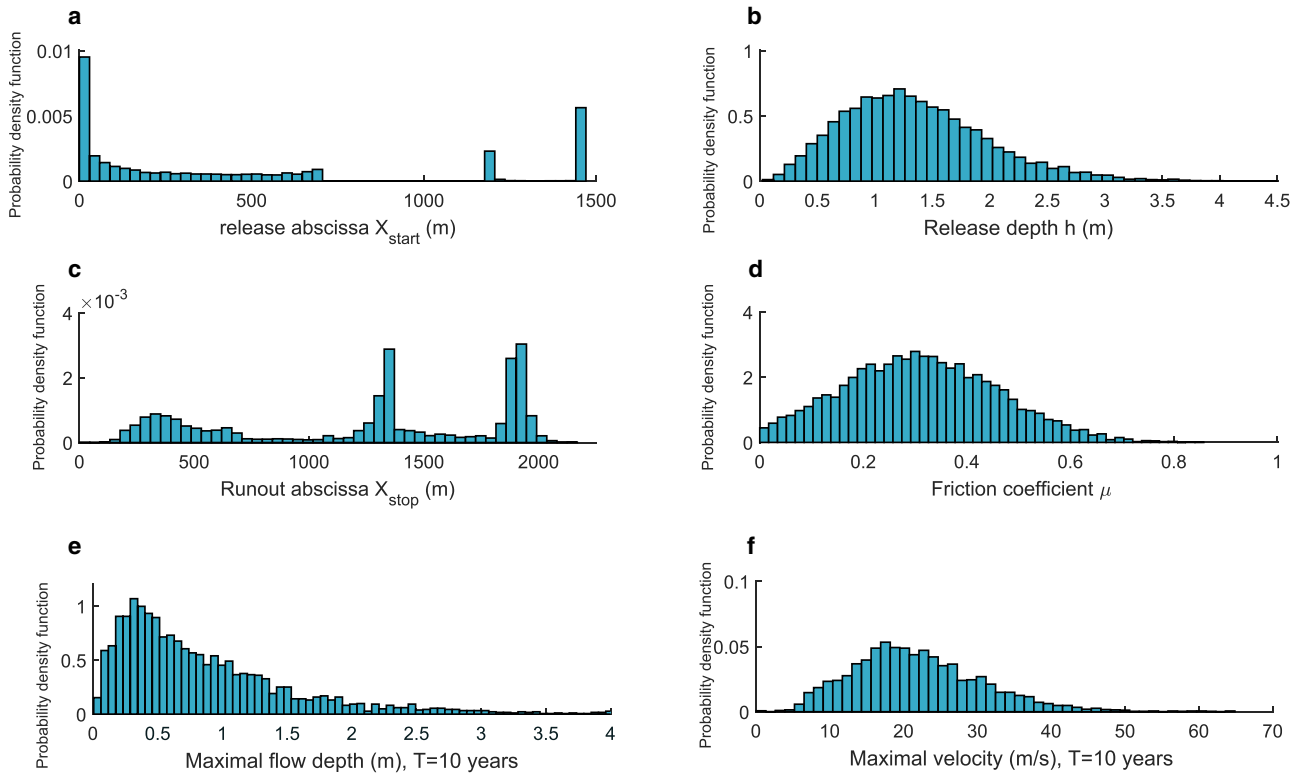 a
Probability density function
0.01
0.005
0
0 500 1000 1500
release abscissa X_start (m)
b
Probability density function
1
0.5
0
0 0.5 1 1.5 2 2.5 3 3.5 4 4.5
Release depth h (m)
c
Probability density function
×10⁻³
4
2
0
0 500 1000 1500 2000
Runout abscissa X_stop (m)
d
Probability density function
4
2
0
0 0.2 0.4 0.6 0.8 1
Friction coefficient μ
e
Probability density function
1
0.5
0
0 0.5 1 1.5 2 2.5 3 3.5 4
Maximal flow depth (m), T=10 years
f
Probability density function
0.1
0.05
0
0 10 20 30 40 50 60 70
Maximal velocity (m/s), T=10 years